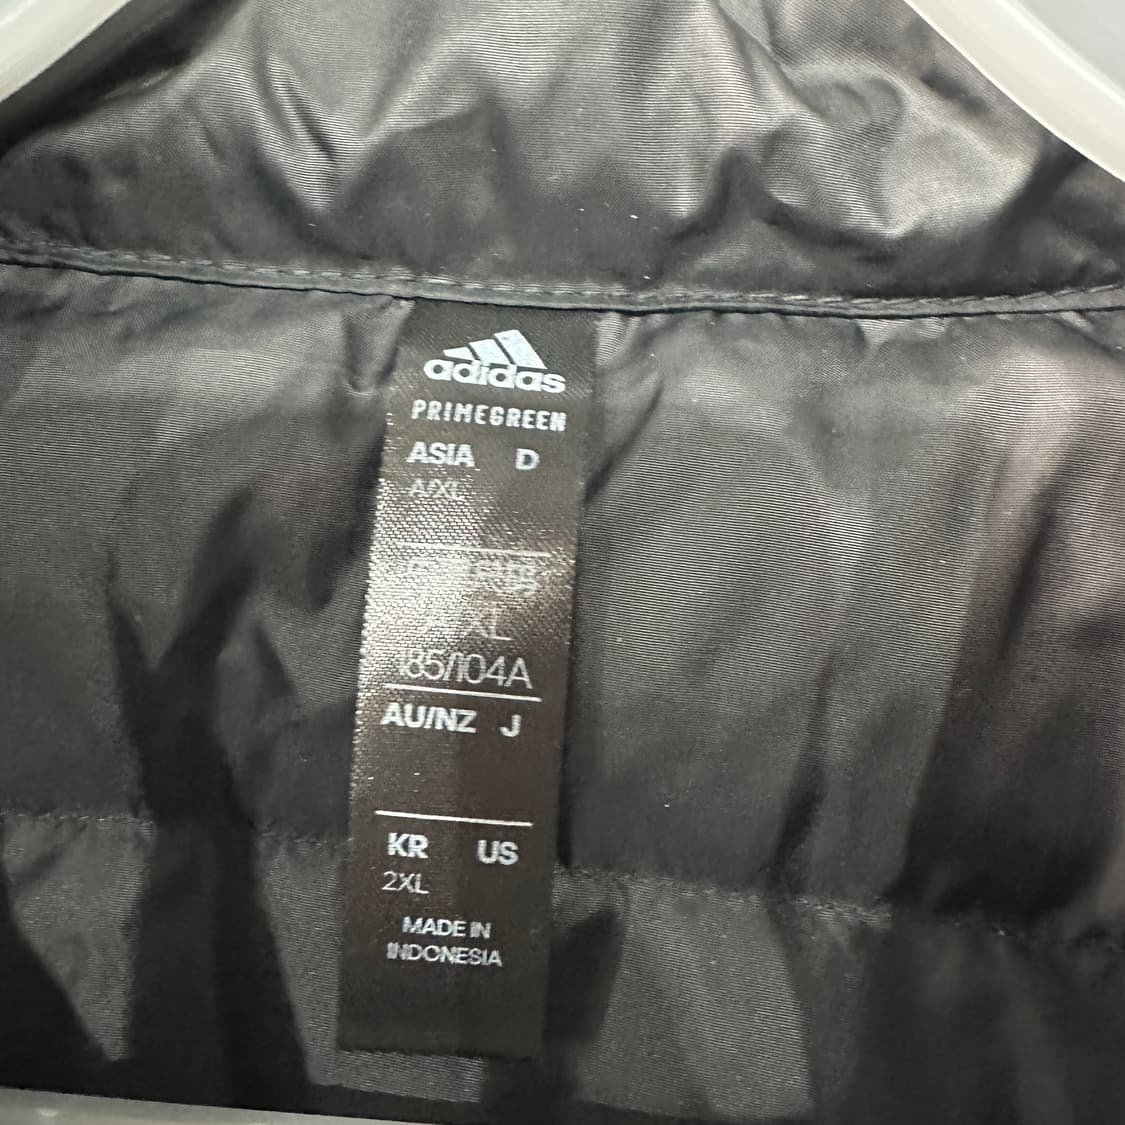 adidas
PRIMEGREEN
ASIA D
A/XL
XL
185/104A
AU/NZ J
KR US
2XL
MADE IN
INDONESIA